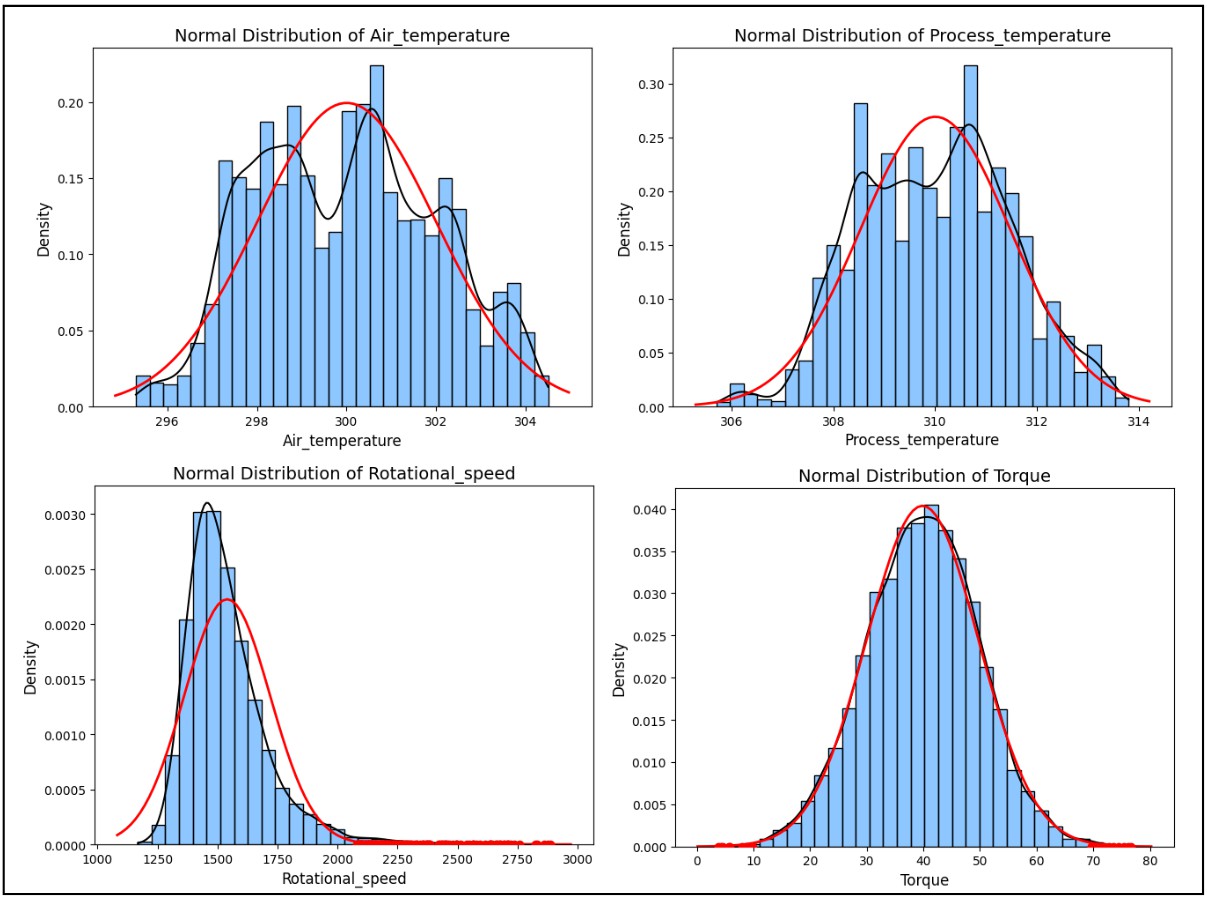 Normal Distribution of Air_temperature
Density
0.20
0.15
0.10
0.05
0.00
296 298 300 302 304
Air_temperature
Normal Distribution of Process_temperature
Density
0.30
0.25
0.20
0.15
0.10
0.05
0.00
306 308 310 312 314
Process_temperature
Normal Distribution of Rotational_speed
Density
0.0030
0.0025
0.0020
0.0015
0.0010
0.0005
0.0000
1000 1250 1500 1750 2000 2250 2500 2750 3000
Rotational_speed
Normal Distribution of Torque
Density
0.040
0.035
0.030
0.025
0.020
0.015
0.010
0.005
0.000
0 10 20 30 40 50 60 70 80
Torque